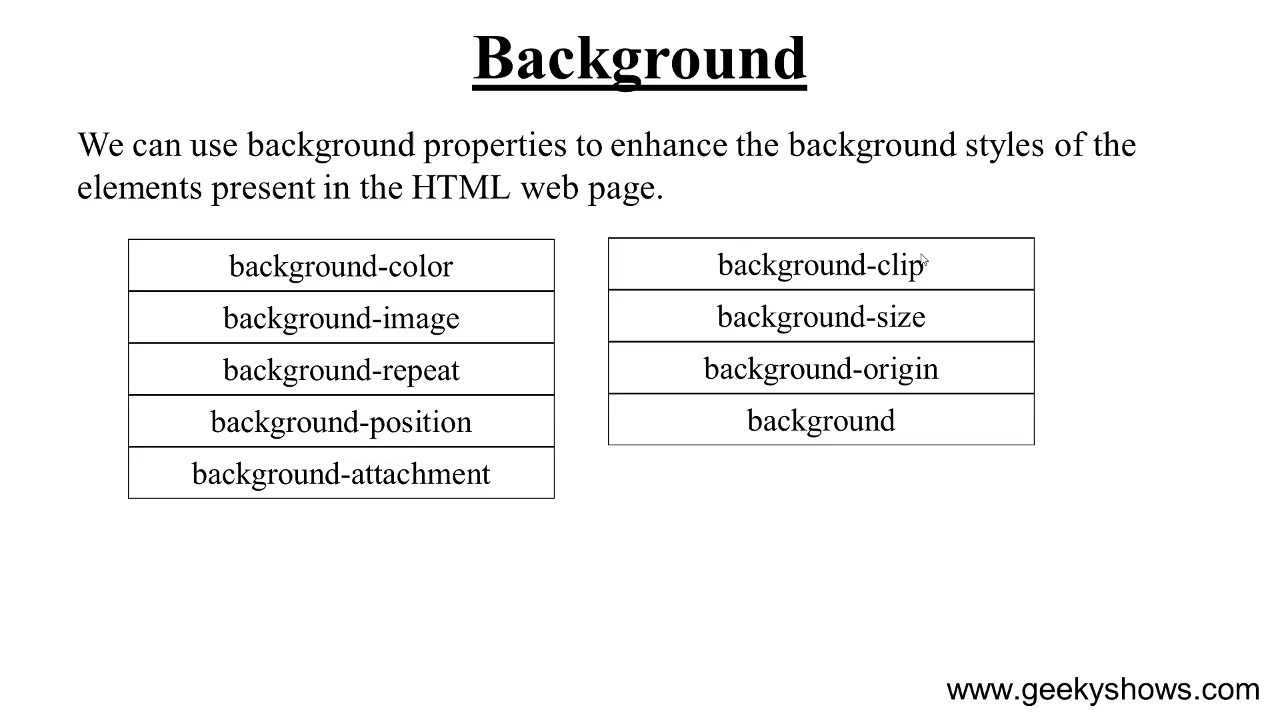 Background
We can use background properties to enhance the background styles of the
elements present in the HTML web page.
background-color
background-image
background-repeat
background-position
background-attachment
background-clip
background-size
background-origin
background
www.geekyshows.com